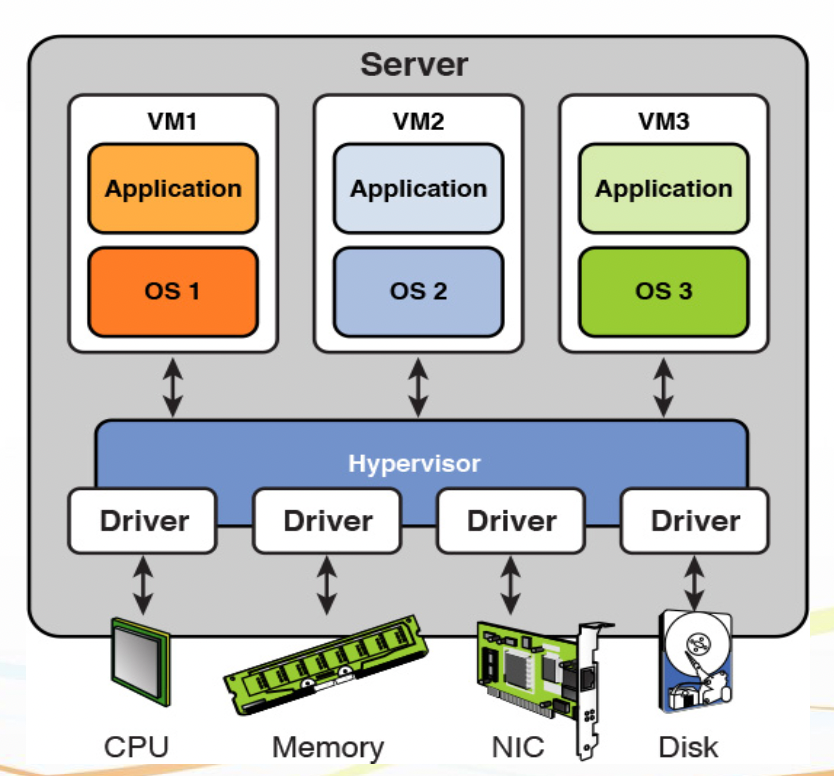 Server
VM1 VM2 VM3
Application Application Application
OS 1 OS 2 OS 3
Hypervisor
Driver Driver Driver Driver
CPU Memory NIC Disk